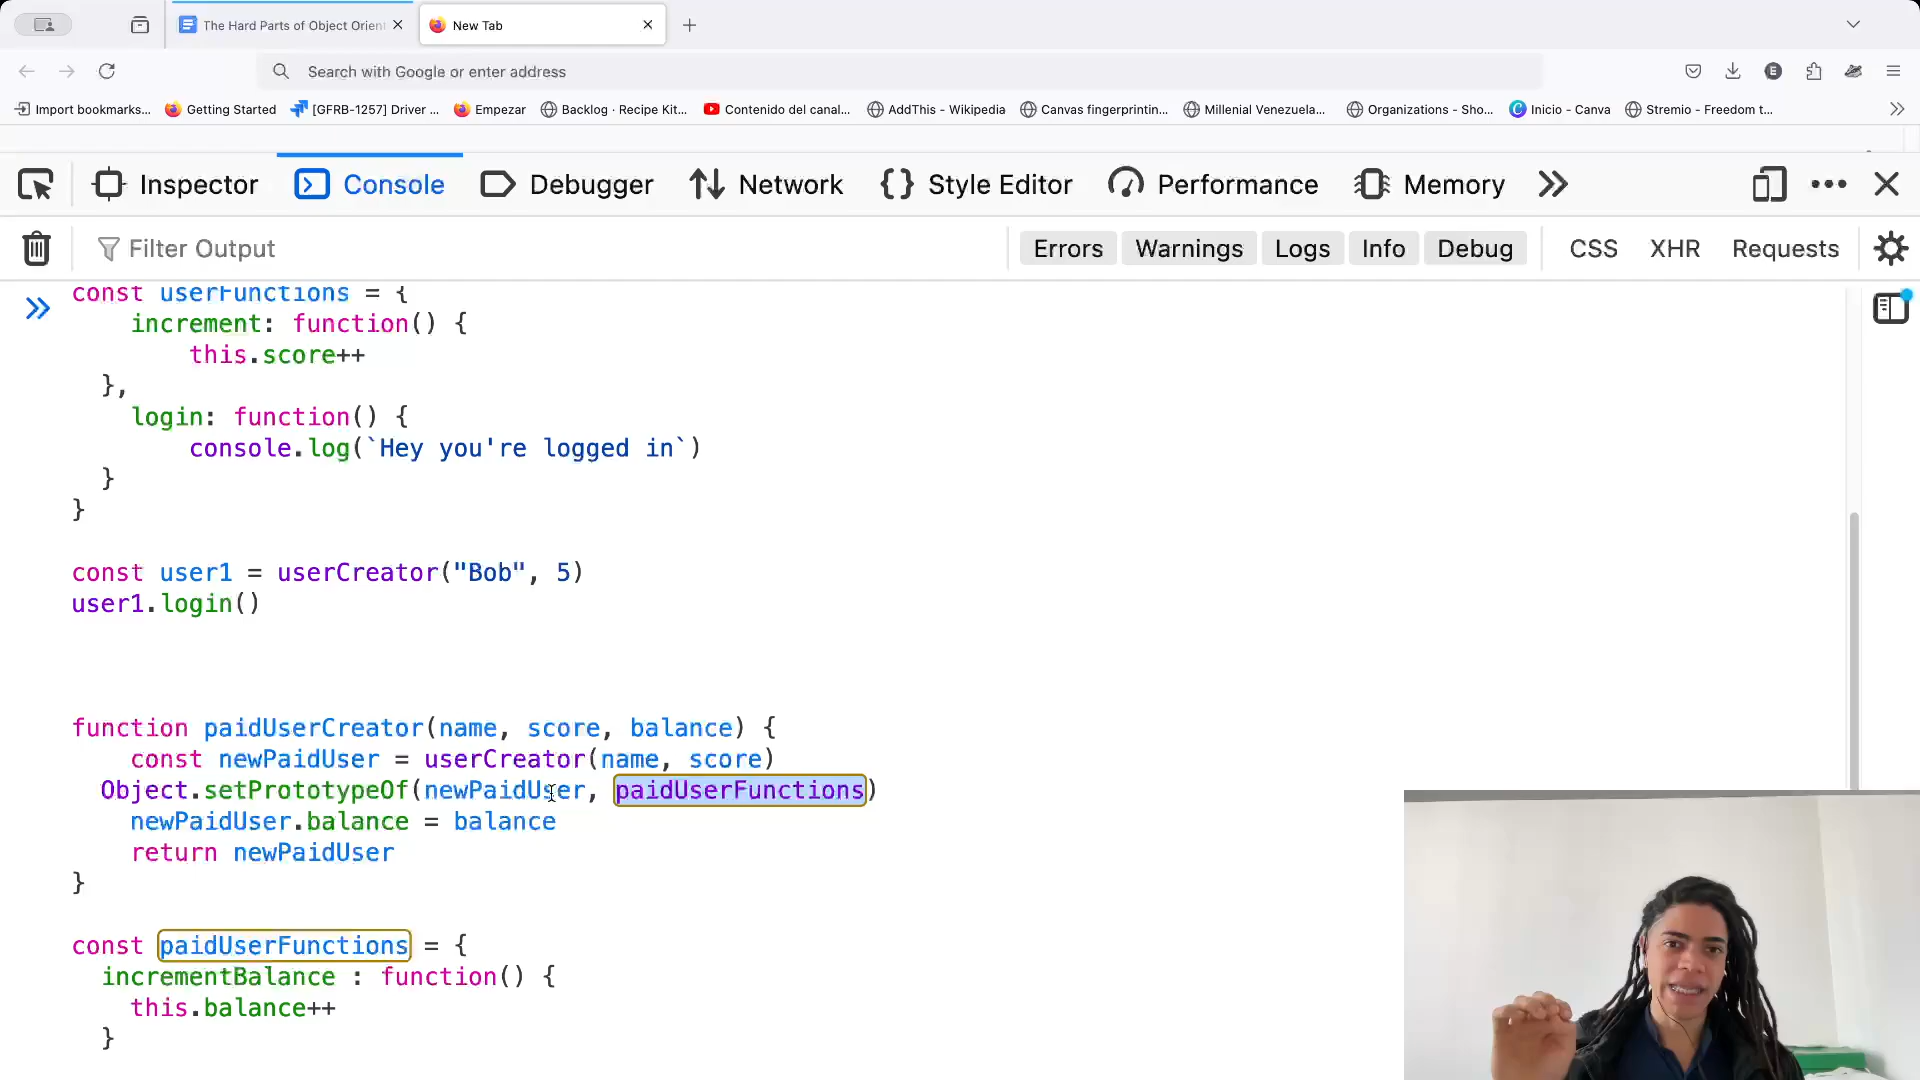 The Hard Parts of Object Orient
New Tab
Search with Google or enter address
E
Import bookmarks...
Getting Started
[GFRB-1257] Driver ...
Empezar
Backlog · Recipe Kit...
Contenido del canal...
AddThis - Wikipedia
Canvas fingerprintin...
Millenial Venezuela...
Organizations - Sho...
C
Inicio - Canva
Stremio - Freedom t...
Inspector
Console
Debugger
Network
Style Editor
Performance
Memory
Filter Output
Errors
Warnings
Logs
Info
Debug
CSS
XHR
Requests
const userFunctions = {
increment: function() {
this.score++
},
login: function() {
console.log(`Hey you're logged in`)
}
}
const user1 = userCreator("Bob", 5)
user1.login()
function paidUserCreator(name, score, balance) {
const newPaidUser = userCreator(name, score)
Object.setPrototypeOf(newPaidUser, paidUserFunctions)
newPaidUser.balance = balance
return newPaidUser
}
const paidUserFunctions = {
incrementBalance : function() {
this.balance++
}